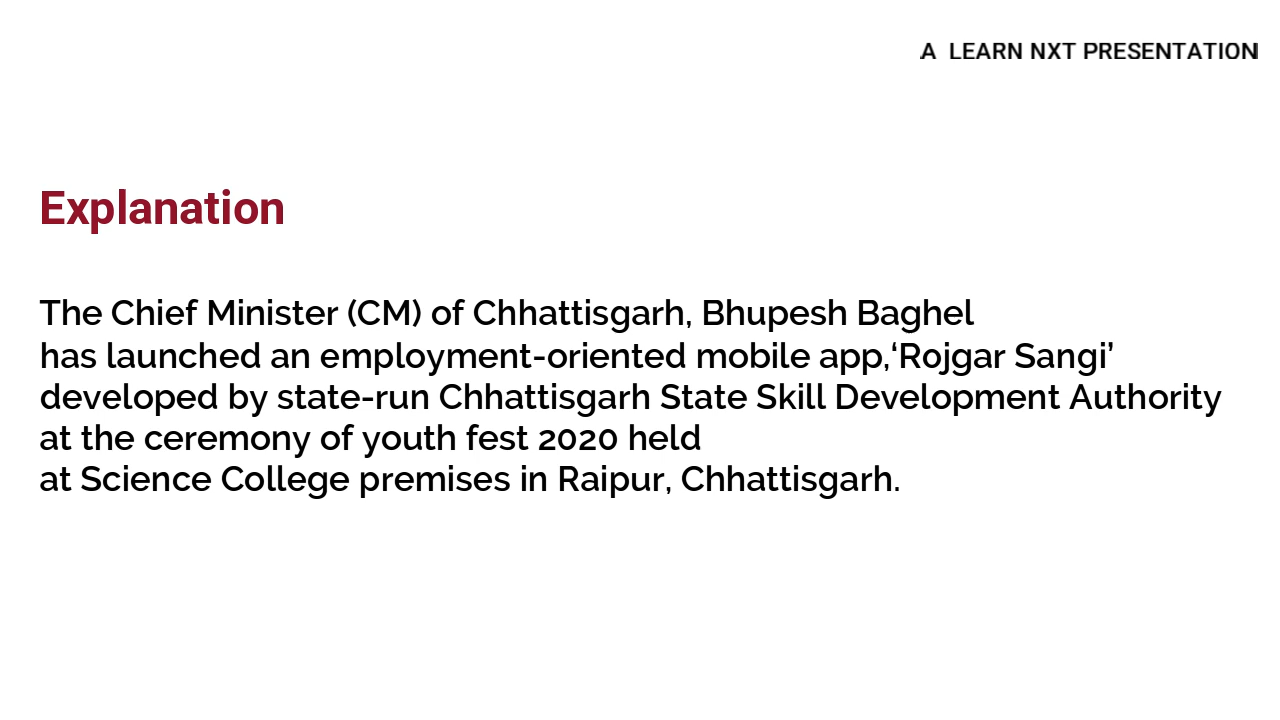 A LEARN NXT PRESENTATION
Explanation
The Chief Minister (CM) of Chhattisgarh, Bhupesh Baghel
has launched an employment-oriented mobile app,‘Rojgar Sangi’
developed by state-run Chhattisgarh State Skill Development Authority
at the ceremony of youth fest 2020 held
at Science College premises in Raipur, Chhattisgarh.